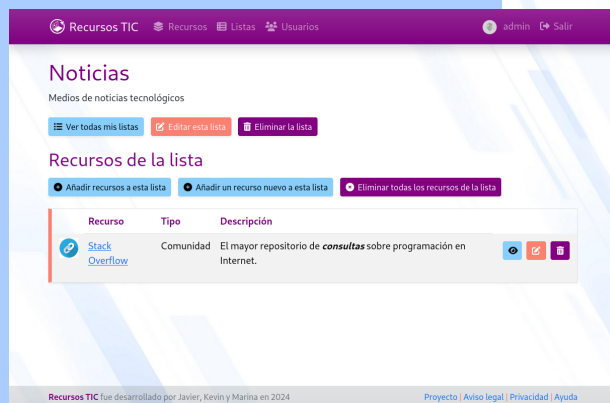 Recursos TIC Recursos Listas Usuarios admin Salir
Noticias
Medios de noticias tecnológicos
Ver todas mis listas Editar esta lista Eliminar la lista
Recursos de la lista
Añadir recursos a esta lista Añadir un recurso nuevo a esta lista Eliminar todas los recursos de la lista
Recurso Tipo Descripción
Stack Comunidad El mayor repositorio de consultas sobre programación en
Overflow Internet.
Recursos TIC fue desarrollado por Javier, Kevin y Marina en 2024 Proyecto | Aviso legal | Privacidad | Ayuda